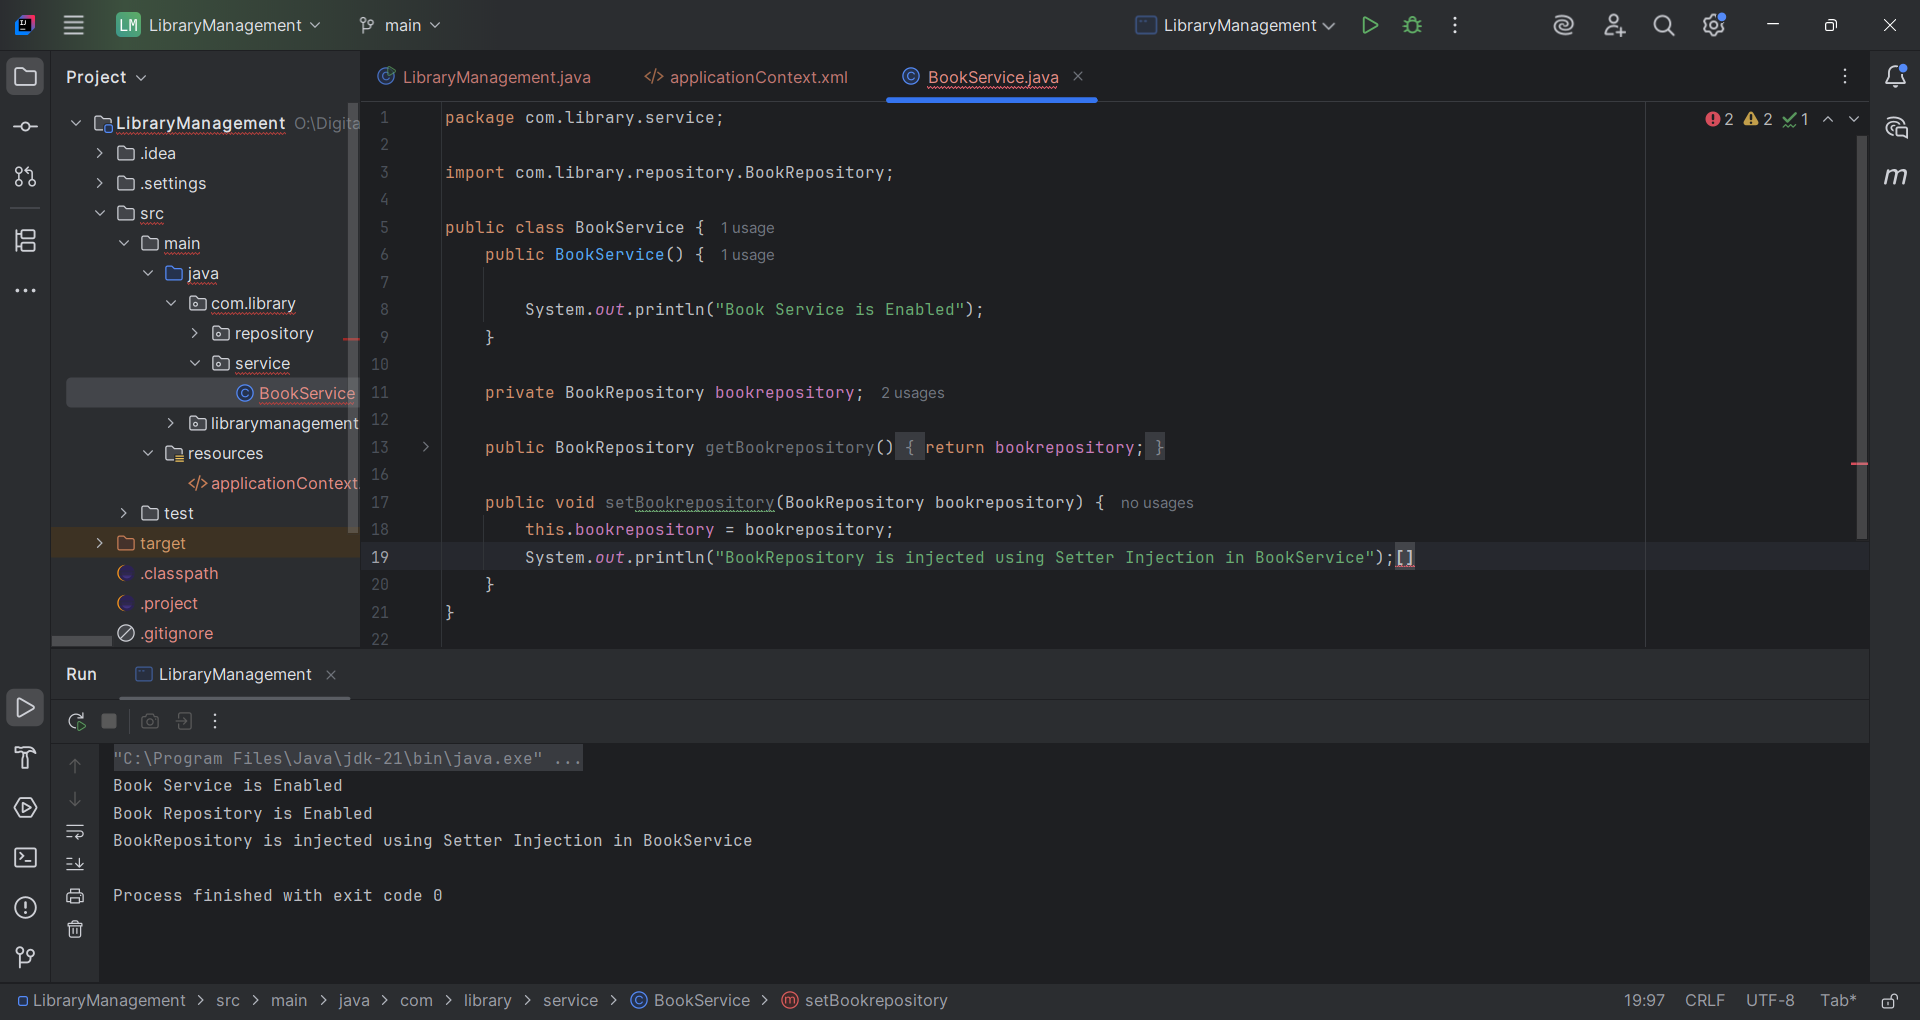 LM LibraryManagement main LibraryManagement
Project
LibraryManagement.java applicationContext.xml BookService.java
LibraryManagement O:\Digita
.idea
.settings
src
main
java
com.library
repository
service
BookService
librarymanagement
resources
applicationContext.
test
target
.classpath
.project
.gitignore
2 2 1
1 package com.library.service;
2
3 import com.library.repository.BookRepository;
4
5 public class BookService { 1 usage
6 public BookService() { 1 usage
7
8 System.out.println("Book Service is Enabled");
9 }
10
11 private BookRepository bookrepository; 2 usages
12
13 public BookRepository getBookrepository() { return bookrepository; }
16
17 public void setBookrepository(BookRepository bookrepository) { no usages
18 this.bookrepository = bookrepository;
19 System.out.println("BookRepository is injected using Setter Injection in BookService");[]
20 }
21 }
22
m
Run LibraryManagement
"C:\Program Files\Java\jdk-21\bin\java.exe" ...
Book Service is Enabled
Book Repository is Enabled
BookRepository is injected using Setter Injection in BookService
Process finished with exit code 0
LibraryManagement > src > main > java > com > library > service > BookService > setBookrepository 19:97 CRLF UTF-8 Tab*